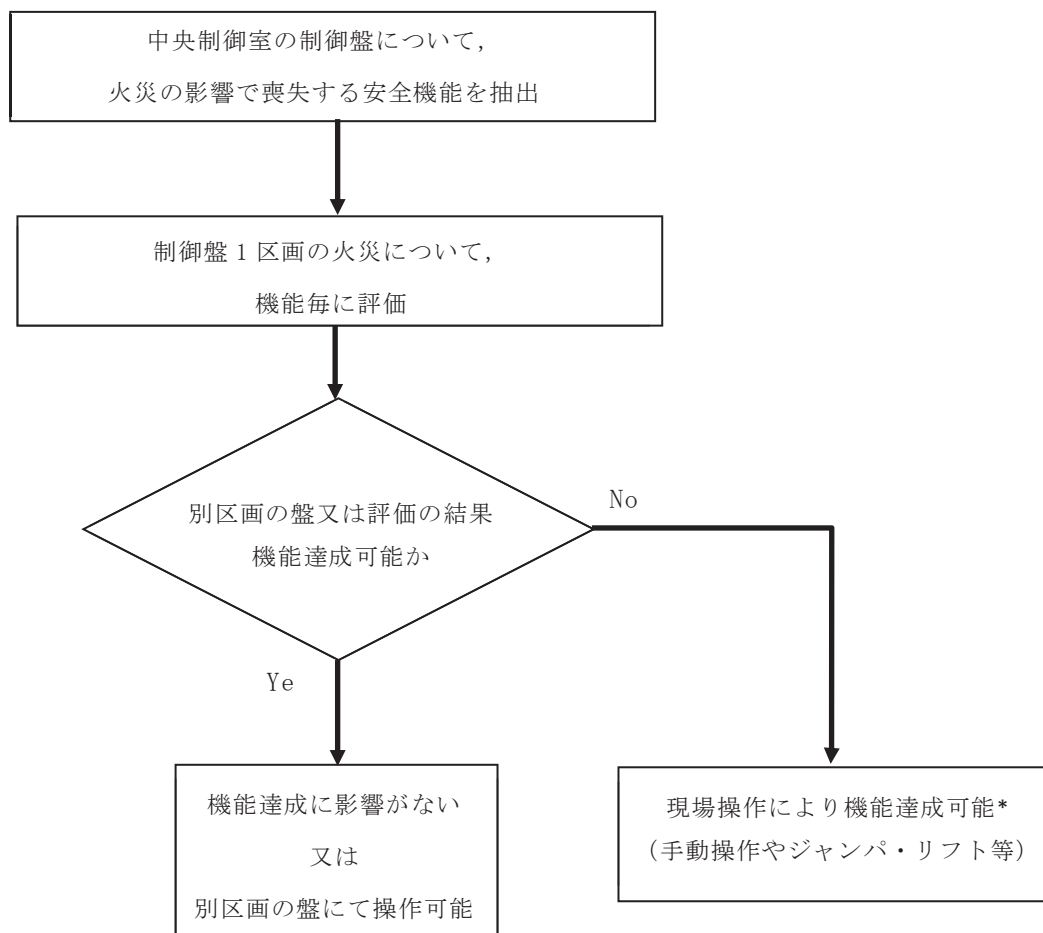 中央制御室の制御盤について,
火災の影響で喪失する安全機能を抽出
制御盤1区画の火災について,
機能毎に評価
別区画の盤又は評価の結果
機能達成可能か
No
Ye
機能達成に影響がない
又は
別区画の盤にて操作可能
現場操作により機能達成可能*
(手動操作やジャンパ・リフト等)